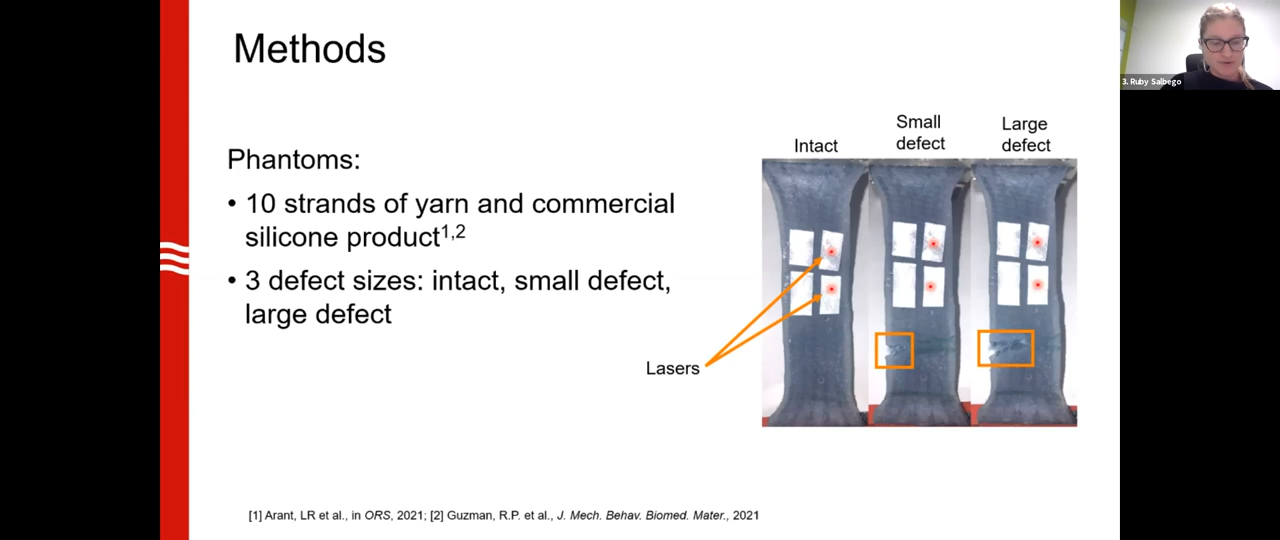 Methods
3. Ruby Salbego
Phantoms:
• 10 strands of yarn and commercial
silicone product1,2
• 3 defect sizes: intact, small defect,
large defect
Intact
Small
defect
Large
defect
Lasers
[1] Arant, LR et al., in ORS, 2021; [2] Guzman, R.P. et al., J. Mech. Behav. Biomed. Mater., 2021